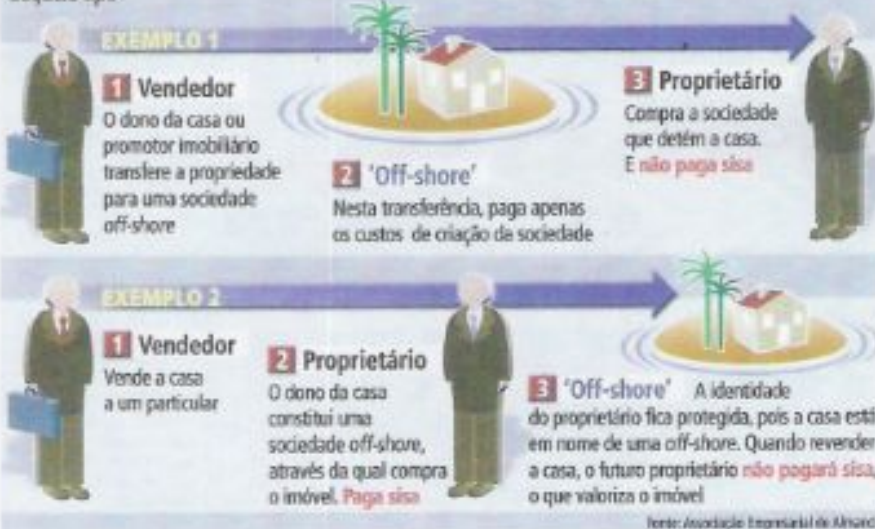 EXEMPLO 1
1 Vendedor
O dono da casa ou
promotor imobiliário
transfere a propriedade
para uma sociedade
off-shore
2 'Off-shore'
Nesta transferência, paga apenas
os custos de criação da sociedade
3 Proprietário
Compra a sociedade
que detém a casa.
E não paga sisa
EXEMPLO 2
1 Vendedor
Vende a casa
a um particular
2 Proprietário
O dono da casa
constitui uma
sociedade off-shore,
através da qual compra
o imóvel. Paga sisa
3 'Off-shore' A identidade
do proprietário fica protegida, pois a casa está
em nome de uma off-shore. Quando revender
a casa, o futuro proprietário não pagará sisa,
o que valoriza o imóvel
Fonte: Associação Empresarial de